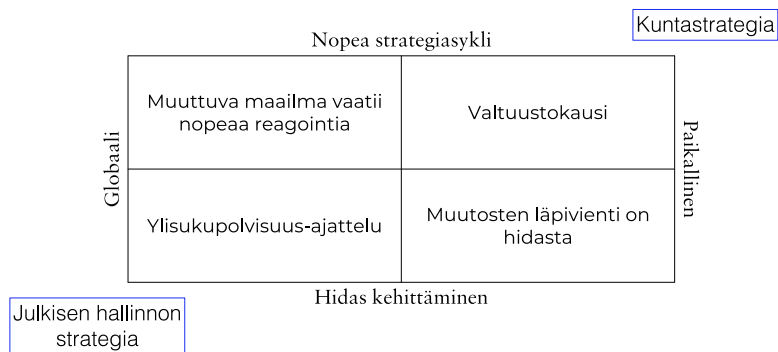 Kuntastrategia
Nopea strategiasykli
Muuttuva maailma vaatii
nopeaa reagointia
Valtuustokausi
Globaali
Paikallinen
Ylisukupolvisuus-ajattelu
Muutosten läpivienti on
hidasta
Hidas kehittäminen
Julkisen hallinnon
strategia